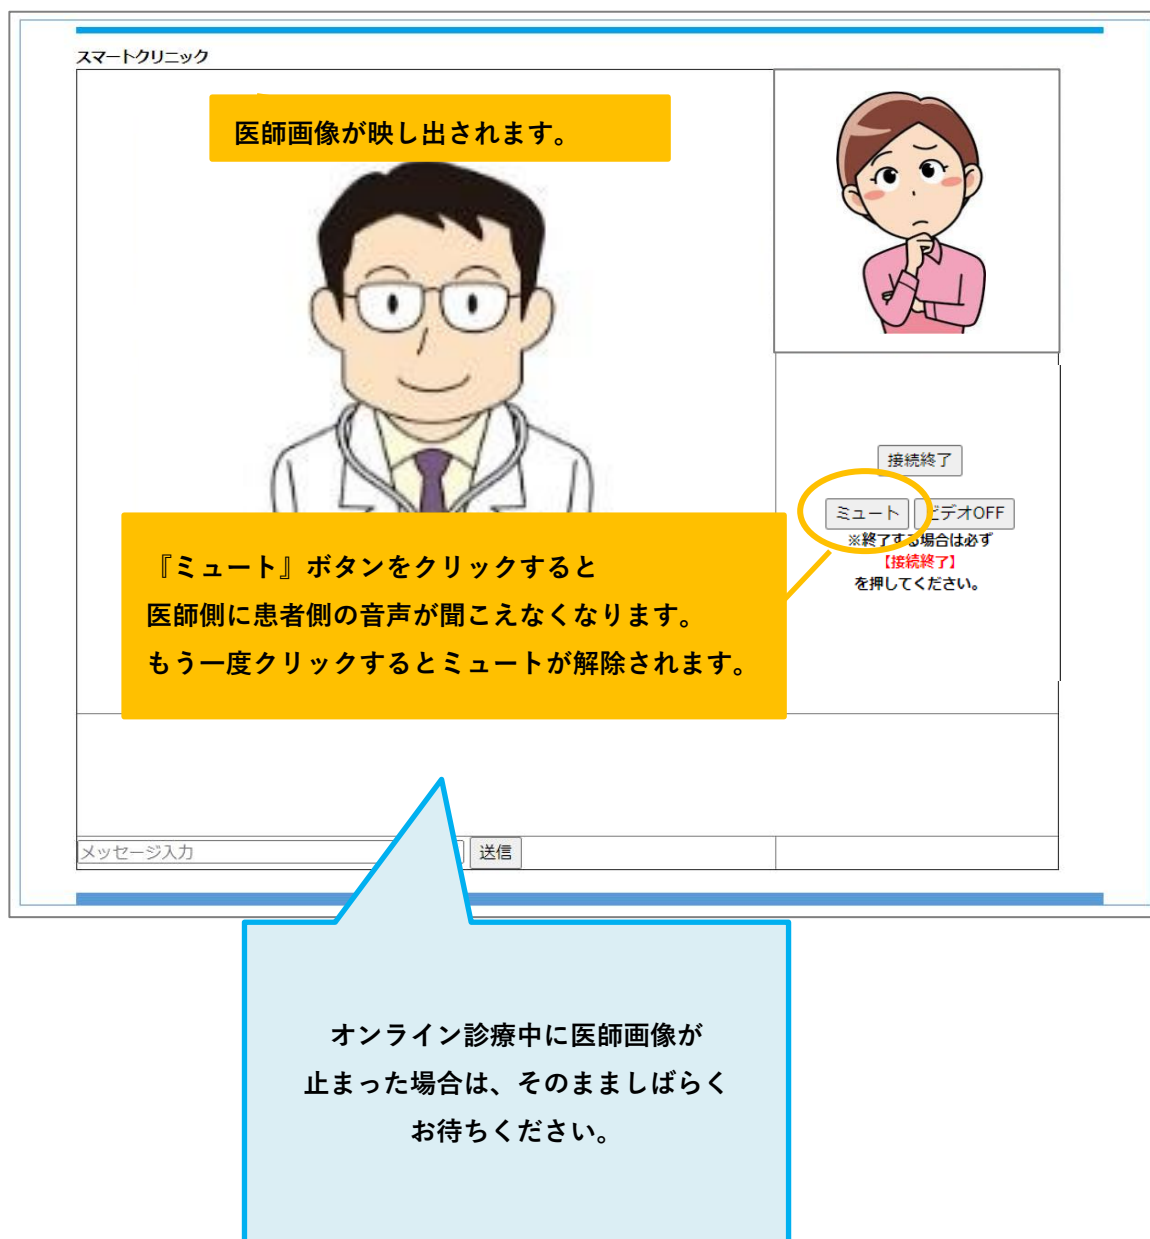 スマートクリニック
医師画像が映し出されます。
接続終了
ミュート
ビデオOFF
※終了する場合は必ず
【接続終了】
を押してください。
『ミュート』ボタンをクリックすると
医師側に患者側の音声が聞こえなくなります。
もう一度クリックするとミュートが解除されます。
メッセージ入力
送信
オンライン診療中に医師画像が
止まった場合は、そのまましばらく
お待ちください。